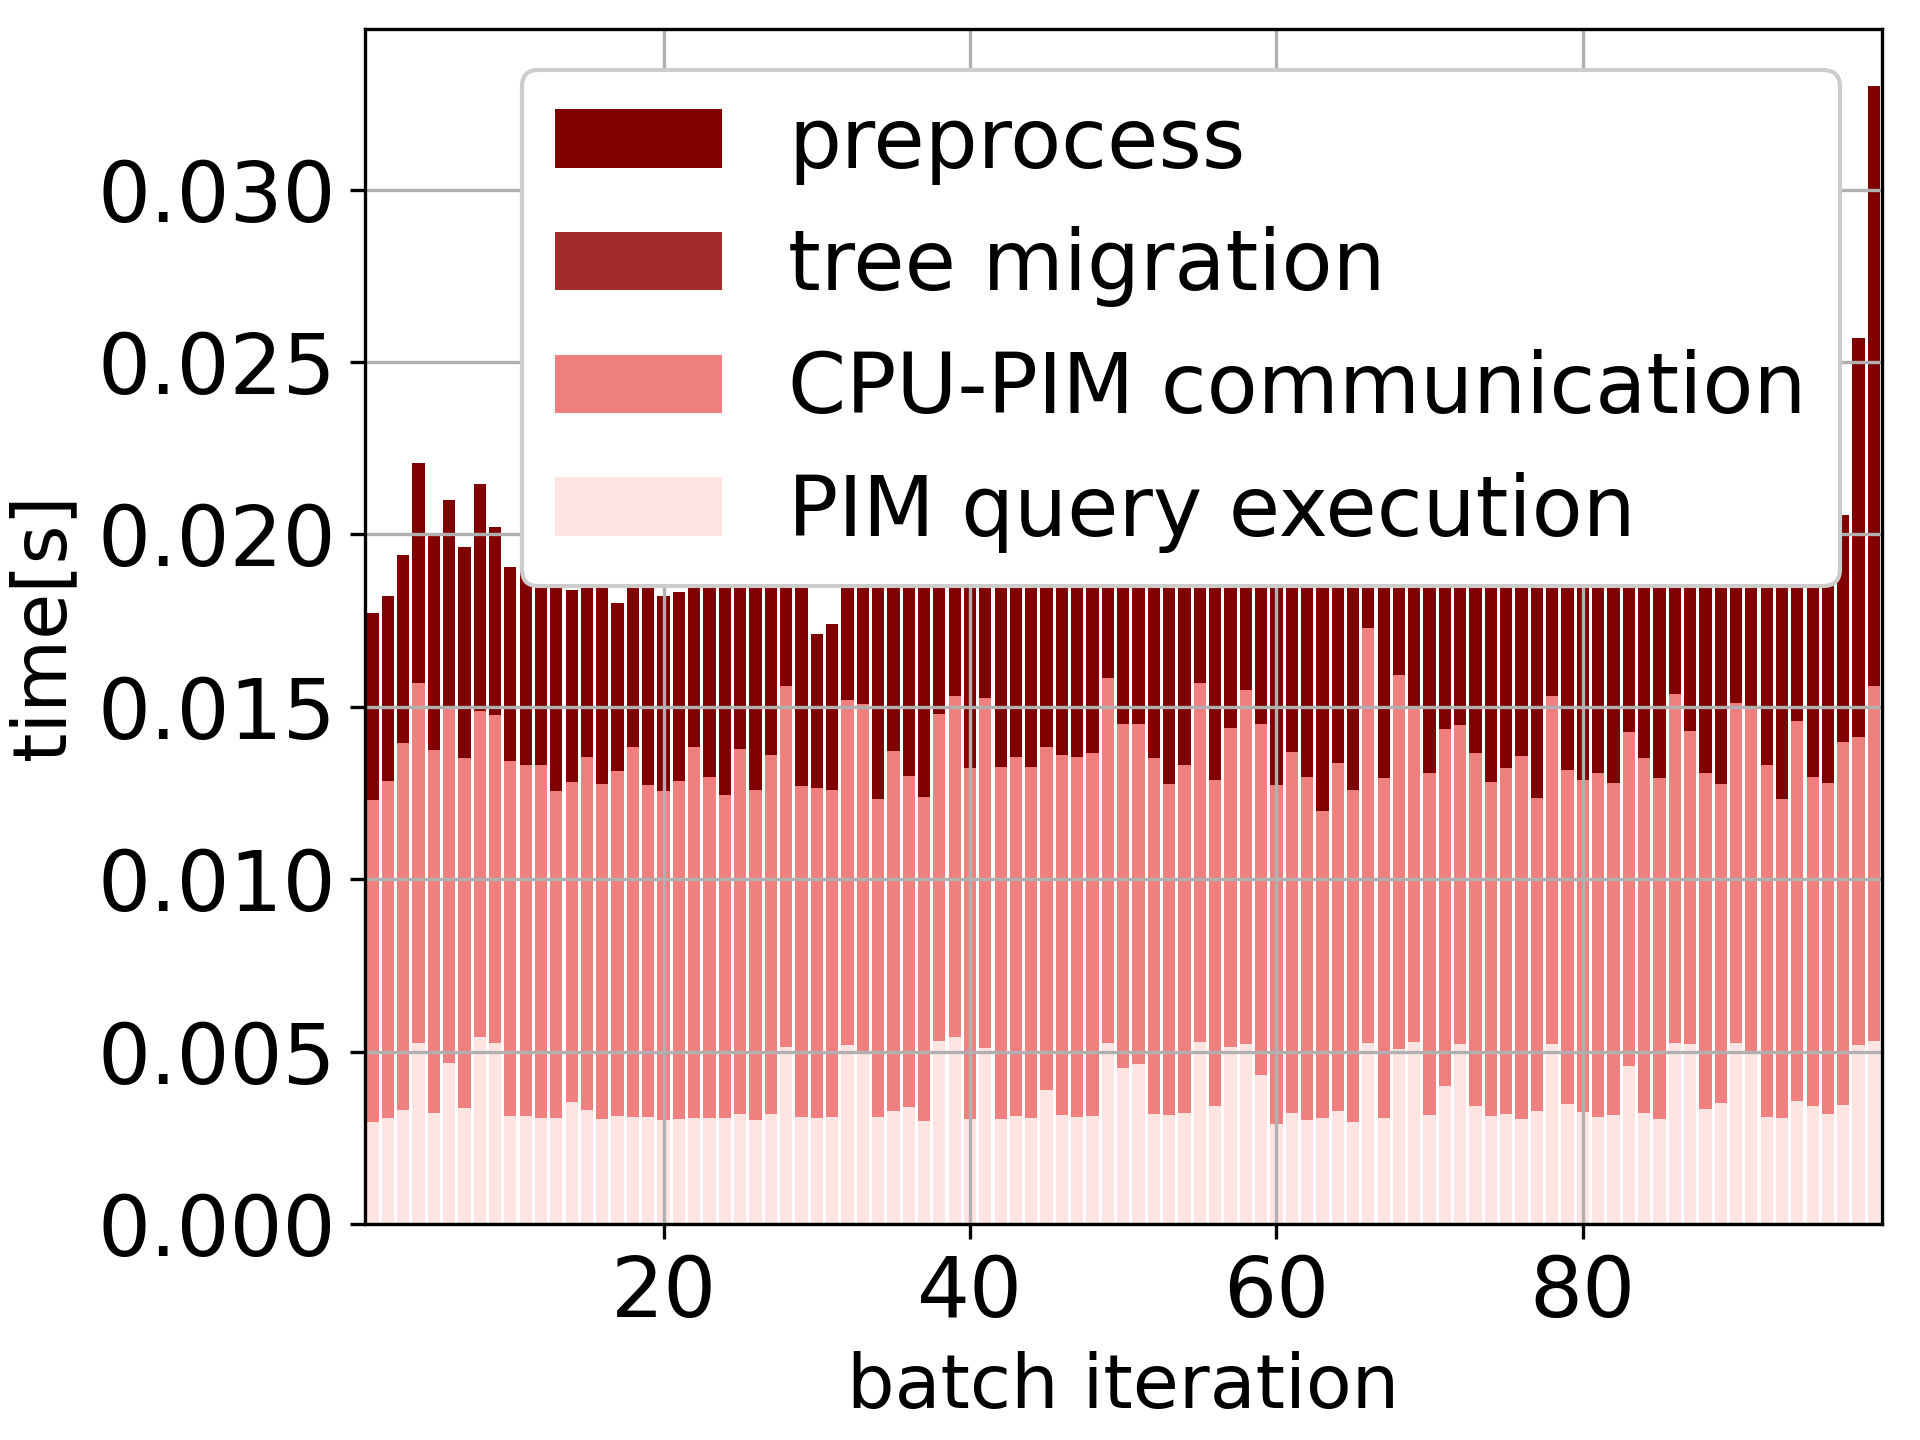 preprocess
tree migration
CPU-PIM communication
PIM query execution
time[s]
0.030
0.025
0.020
0.015
0.010
0.005
0.000
20 40 60 80
batch iteration